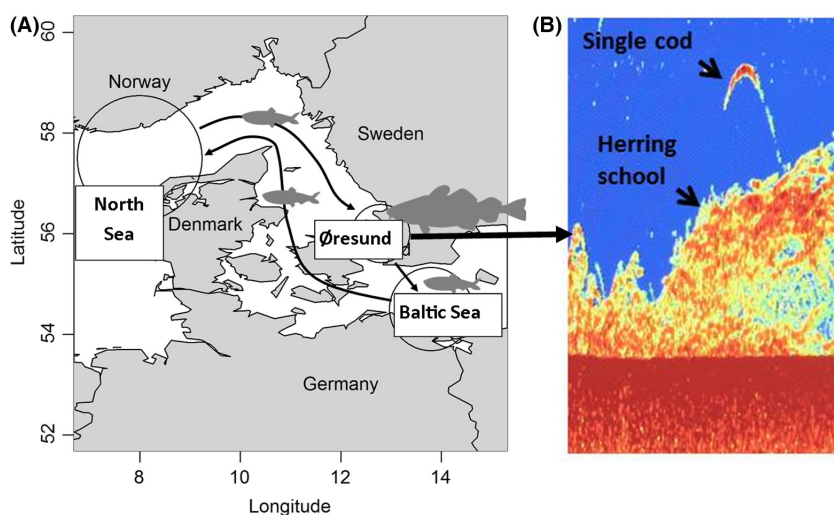 (A)
60
58
56
54
52
Latitude
Norway
Sweden
North
Sea
Denmark
Øresund
Baltic Sea
Germany
8
10
12
14
Longitude
(B)
Single cod
Herring
school